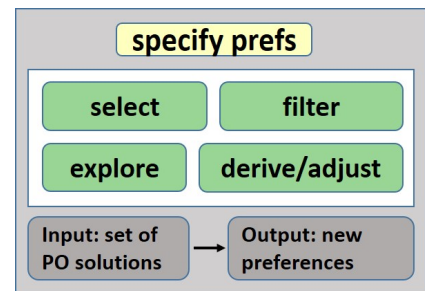 specify prefs
select
filter
explore
derive/adjust
Input: set of
PO solutions
Output: new
preferences